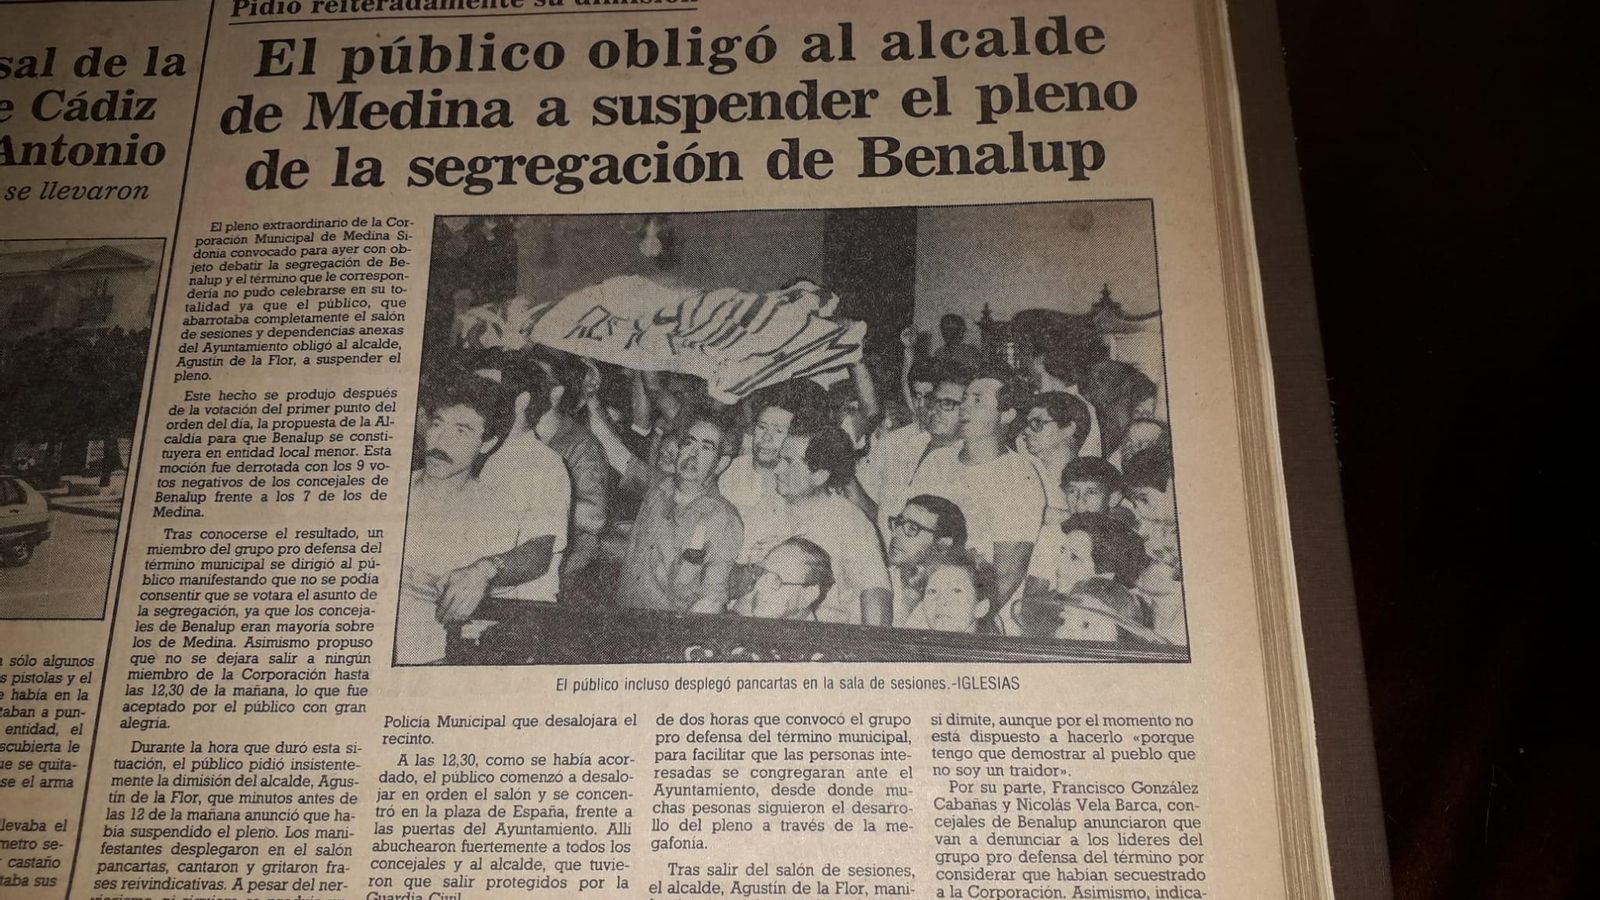 sal de la
e Cádiz
Antonio
se llevaron
n sólo algunos
s pistolas y el
e había en la
taban a pun-
entidad, el
scubierta le
ue se quita-
se el arma
llevaba el
metro se-
castaño
taba sus
Pidió reiteradamente su dimisión
El público obligó al alcalde
de Medina a suspender el pleno
de la segregación de Benalup
El pleno extraordinario de la Cor-
poración Municipal de Medina Si-
donia convocado para ayer con ob-
jeto debatir la segregación de Be-
nalup y el término que le correspon-
dería no pudo celebrarse en su to-
talidad ya que el público, que
abarrotaba completamente el salón
de sesiones y dependencias anexas
del Ayuntamiento obligó al alcalde,
Agustín de la Flor, a suspender el
pleno.
Este hecho se produjo después
de la votación del primer punto del
orden del día, la propuesta de la Al-
caldía para que Benalup se consti-
tuyera en entidad local menor. Esta
moción fue derrotada con los 9 vo-
tos negativos de los concejales de
Benalup frente a los 7 de los de
Medina.
Tras conocerse el resultado, un
miembro del grupo pro defensa del
término municipal se dirigió al pú-
blico manifestando que no se podía
consentir que se votara el asunto de
la segregación, ya que los conceja-
les de Benalup eran mayoría sobre
los de Medina. Asimismo propuso
que no se dejara salir a ningún
miembro de la Corporación hasta
las 12,30 de la mañana, lo que fue
aceptado por el público con gran
alegría.
Durante la hora que duró esta si-
tuación, el público pidió insistente-
mente la dimisión del alcalde, Agus-
tín de la Flor, que minutos antes de
las 12 de la mañana anunció que ha-
bía suspendido el pleno. Los mani-
festantes desplegaron en el salón
pancartas, cantaron y gritaron fra-
ses reivindicativas. A pesar del ner-
El público incluso desplegó pancartas en la sala de sesiones.-IGLESIAS
Policía Municipal que desalojara el
recinto.
A las 12,30, como se había acor-
dado, el público comenzó a desalo-
jar en orden el salón y se concen-
tró en la plaza de España, frente a
las puertas del Ayuntamiento. Allí
abuchearon fuertemente a todos los
concejales y al alcalde, que tuvie-
ron que salir protegidos por la
Guardia Civil.
de dos horas que convocó el grupo
pro defensa del término municipal,
para facilitar que las personas inte-
resadas se congregaran ante el
Ayuntamiento, desde donde mu-
chas pesonas siguieron el desarro-
llo del pleno a través de la me-
gafonía.
Tras salir del salón de sesiones,
el alcalde, Agustín de la Flor, mani-
si dimite, aunque por el momento no
está dispuesto a hacerlo «porque
tengo que demostrar al pueblo que
no soy un traidor».
Por su parte, Francisco González
Cabañas y Nicolás Vela Barca, con-
cejales de Benalup anunciaron que
van a denunciar a los líderes del
grupo pro defensa del término por
considerar que habían secuestrado
a la Corporación. Asimismo, indica-